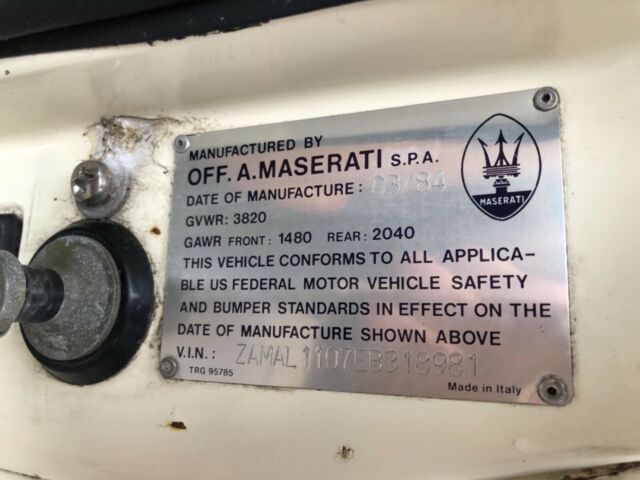 MANUFACTURED BY
OFF. A. MASERATI S.P.A.
DATE OF MANUFACTURE: 03/84
GVWR: 3820
GAWR FRONT: 1480 REAR: 2040
THIS VEHICLE CONFORMS TO ALL APPLICA-
BLE US FEDERAL MOTOR VEHICLE SAFETY
AND BUMPER STANDARDS IN EFFECT ON THE
DATE OF MANUFACTURE SHOWN ABOVE
V.I.N.: ZAMAL1107EB318981
TRG 95785
Made in Italy
MASERATI